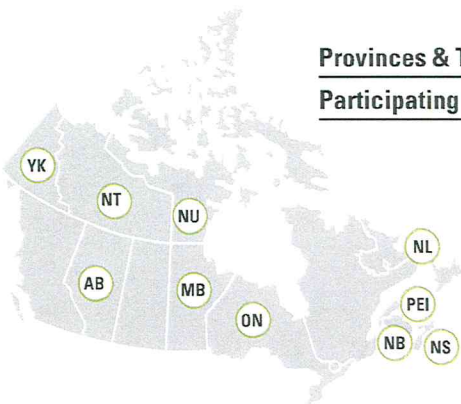 Provinces & T
Participating
YK
NT
NU
NL
AB
MB
PEI
ON
NB
NS